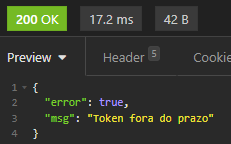 200 OK 17.2 ms 42 B
Preview Header 5 Cookie
1 {
2 "error": true,
3 "msg": "Token fora do prazo"
4 }